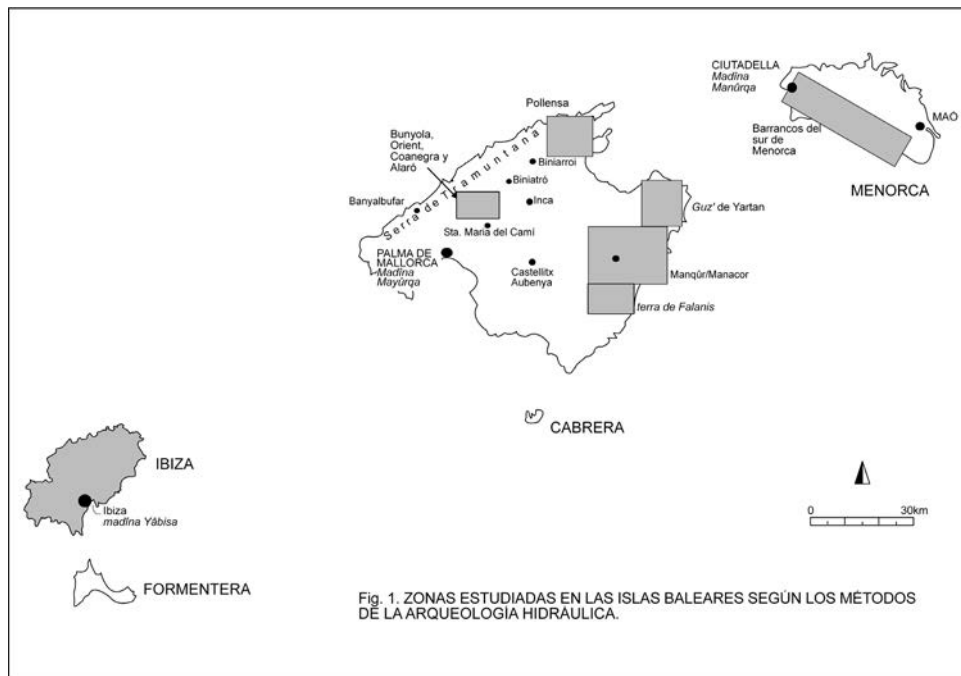 CIUTADELLA
Madîna
Manûrqa
MAÖ
Barrancos del
sur de
Menorca
MENORCA
Pollensa
Bunyola,
Orient,
Coanegra y
Alaró
Serra de Tramuntana
Biniarroi
Biniatró
Banyalbufar
Inca
Guz' de Yartan
Sta. Maria del Camí
PALMA DE
MALLORCA
Madîna
Mayûrqa
Castellitx
Aubenya
Manqûr/Manacor
terra de Falanis
CABRERA
IBIZA
Ibiza
madîna Yâbisa
0 30km
FORMENTERA
Fig. 1. ZONAS ESTUDIADAS EN LAS ISLAS BALEARES SEGÚN LOS MÉTODOS
DE LA ARQUEOLOGÍA HIDRÁULICA.